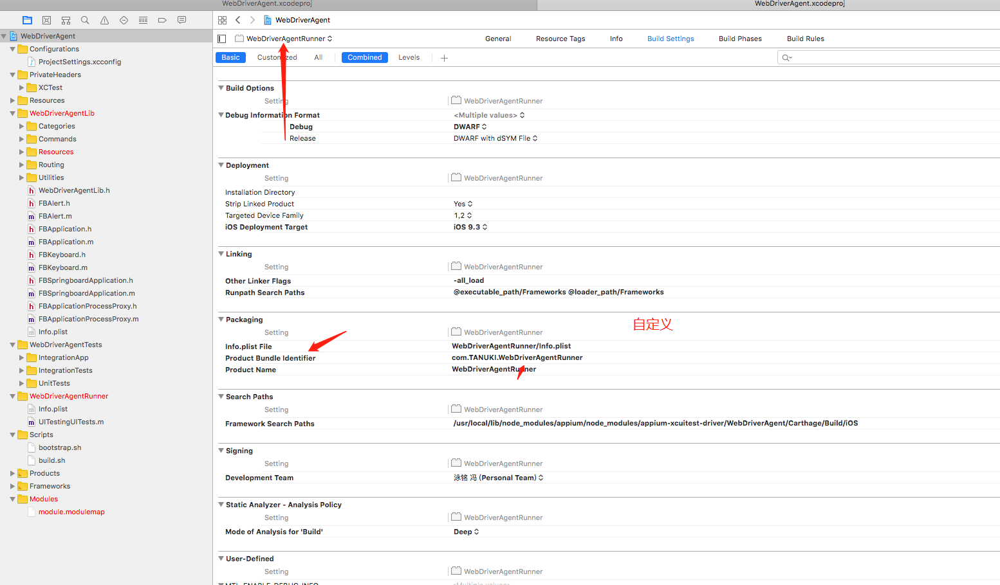 WebDriverAgent.xcodeproj
WebDriverAgent.xcodeproj
WebDriverAgent
WebDriverAgent
Configurations
ProjectSettings.xcconfig
PrivateHeaders
XCTest
Resources
WebDriverAgentLib
Categories
Commands
Resources
Routing
Utilities
WebDriverAgentLib.h
FBAlert.h
FBAlert.m
FBApplication.h
FBApplication.m
FBKeyboard.h
FBKeyboard.m
FBSpringboardApplication.h
FBSpringboardApplication.m
FBApplicationProcessProxy.h
FBApplicationProcessProxy.m
Info.plist
WebDriverAgentTests
IntegrationApp
IntegrationTests
UnitTests
WebDriverAgentRunner
Info.plist
UITestingUITests.m
Scripts
bootstrap.sh
build.sh
Products
Frameworks
Modules
module.modulemap
WebDriverAgentRunner General Resource Tags Info Build Settings Build Phases Build Rules
Basic Customized All Combined Levels +
Build Options
Setting WebDriverAgentRunner
Debug Information Format <Multiple values>
Debug DWARF
Release DWARF with dSYM File
Deployment
Setting WebDriverAgentRunner
Installation Directory
Strip Linked Product Yes
Targeted Device Family 1,2
iOS Deployment Target iOS 9.3
Linking
Setting WebDriverAgentRunner
Other Linker Flags -all_load
Runpath Search Paths @executable_path/Frameworks @loader_path/Frameworks
Packaging
自定义
Setting WebDriverAgentRunner
Info.plist File WebDriverAgentRunner/Info.plist
Product Bundle Identifier com.TANUKI.WebDriverAgentRunner
Product Name WebDriverAgentRunner
Search Paths
Setting WebDriverAgentRunner
Framework Search Paths /usr/local/lib/node_modules/appium/node_modules/appium-xcuitest-driver/WebDriverAgent/Carthage/Build/iOS
Signing
Setting WebDriverAgentRunner
Development Team 泳铭 冯 (Personal Team)
Static Analyzer - Analysis Policy
Setting WebDriverAgentRunner
Mode of Analysis for 'Build' Deep
User-Defined
Setting WebDriverAgentRunner
MTL_ENABLE_DEBUG_INFO <Multiple values>